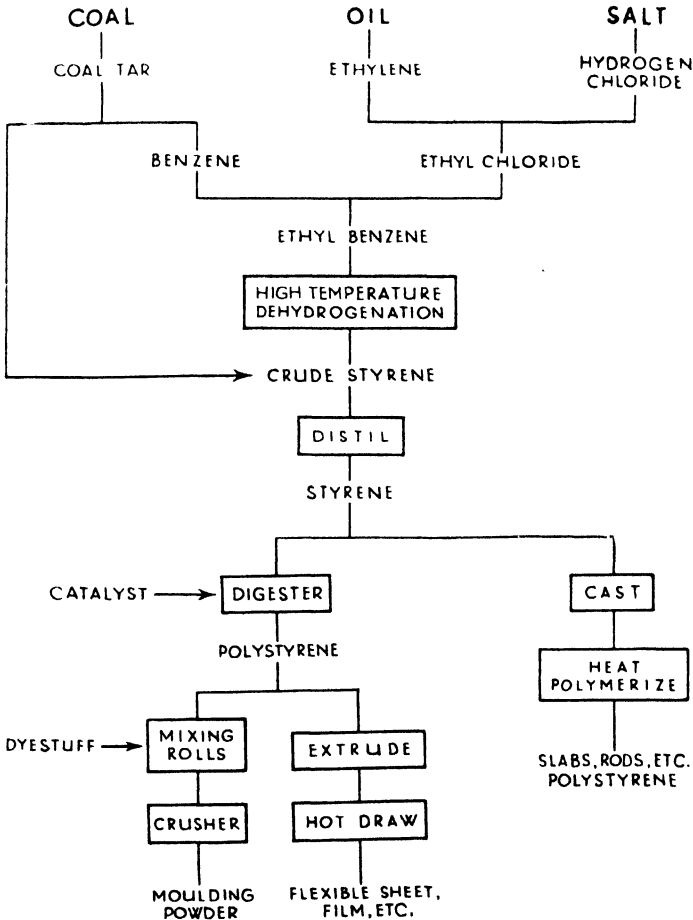 COAL
OIL
SALT
COAL TAR
ETHYLENE
HYDROGEN
CHLORIDE
BENZENE
ETHYL CHLORIDE
ETHYL BENZENE
HIGH TEMPERATURE
DEHYDROGENATION
CRUDE STYRENE
DISTIL
STYRENE
CATALYST
DIGESTER
CAST
POLYSTYRENE
HEAT
POLYMERIZE
DYESTUFF
MIXING
ROLLS
EXTRUDE
SLABS, RODS, ETC.
POLYSTYRENE
CRUSHER
HOT DRAW
MOULDING
POWDER
FLEXIBLE SHEET,
FILM, ETC.